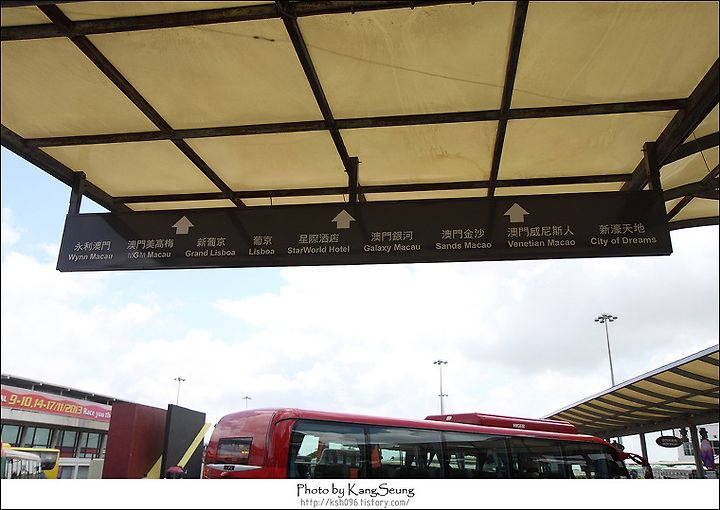 永利澳門
Wynn Macau
澳門美高梅
MGM Macau
新葡京
Grand Lisboa
葡京
Lisboa
星際酒店
StarWorld Hotel
澳門銀河
Galaxy Macau
澳門金沙
Sands Macao
澳門威尼斯人
Venetian Macao
新濠天地
City of Dreams
9-10,14-17/11/2013
Photo by KangSeung
http://ksh096.tistory.com/